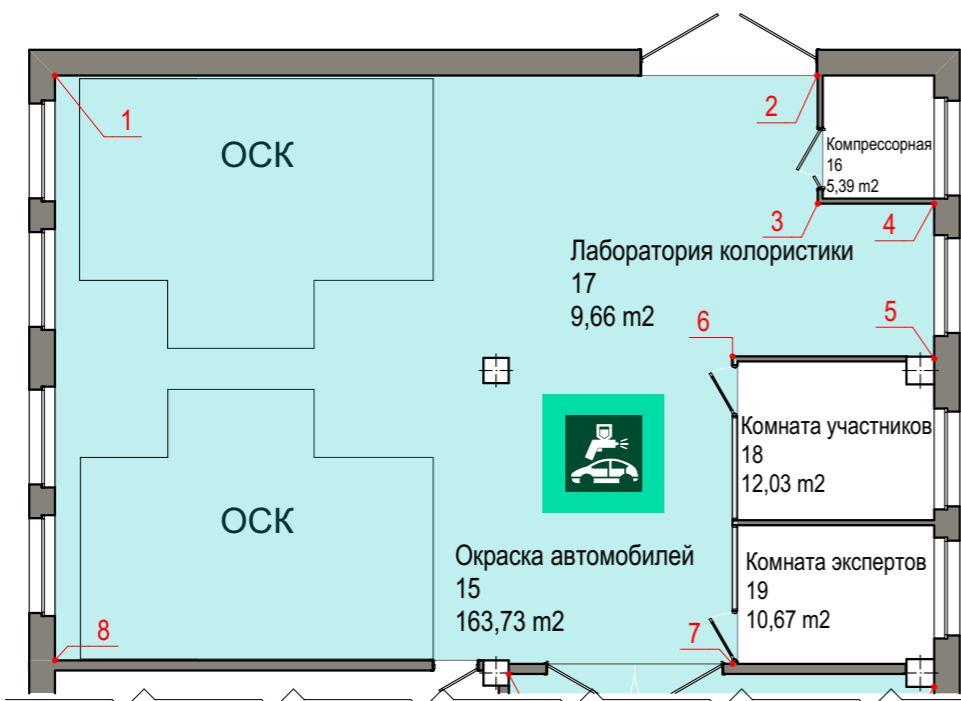 1
2
ОСК
Компрессорная
16
5,39 m2
3
4
Лаборатория колористики
17
9,66 m2
6
5
Комната участников
18
12,03 m2
ОСК
Окраска автомобилей
15
163,73 m2
Комната экспертов
19
10,67 m2
8
7